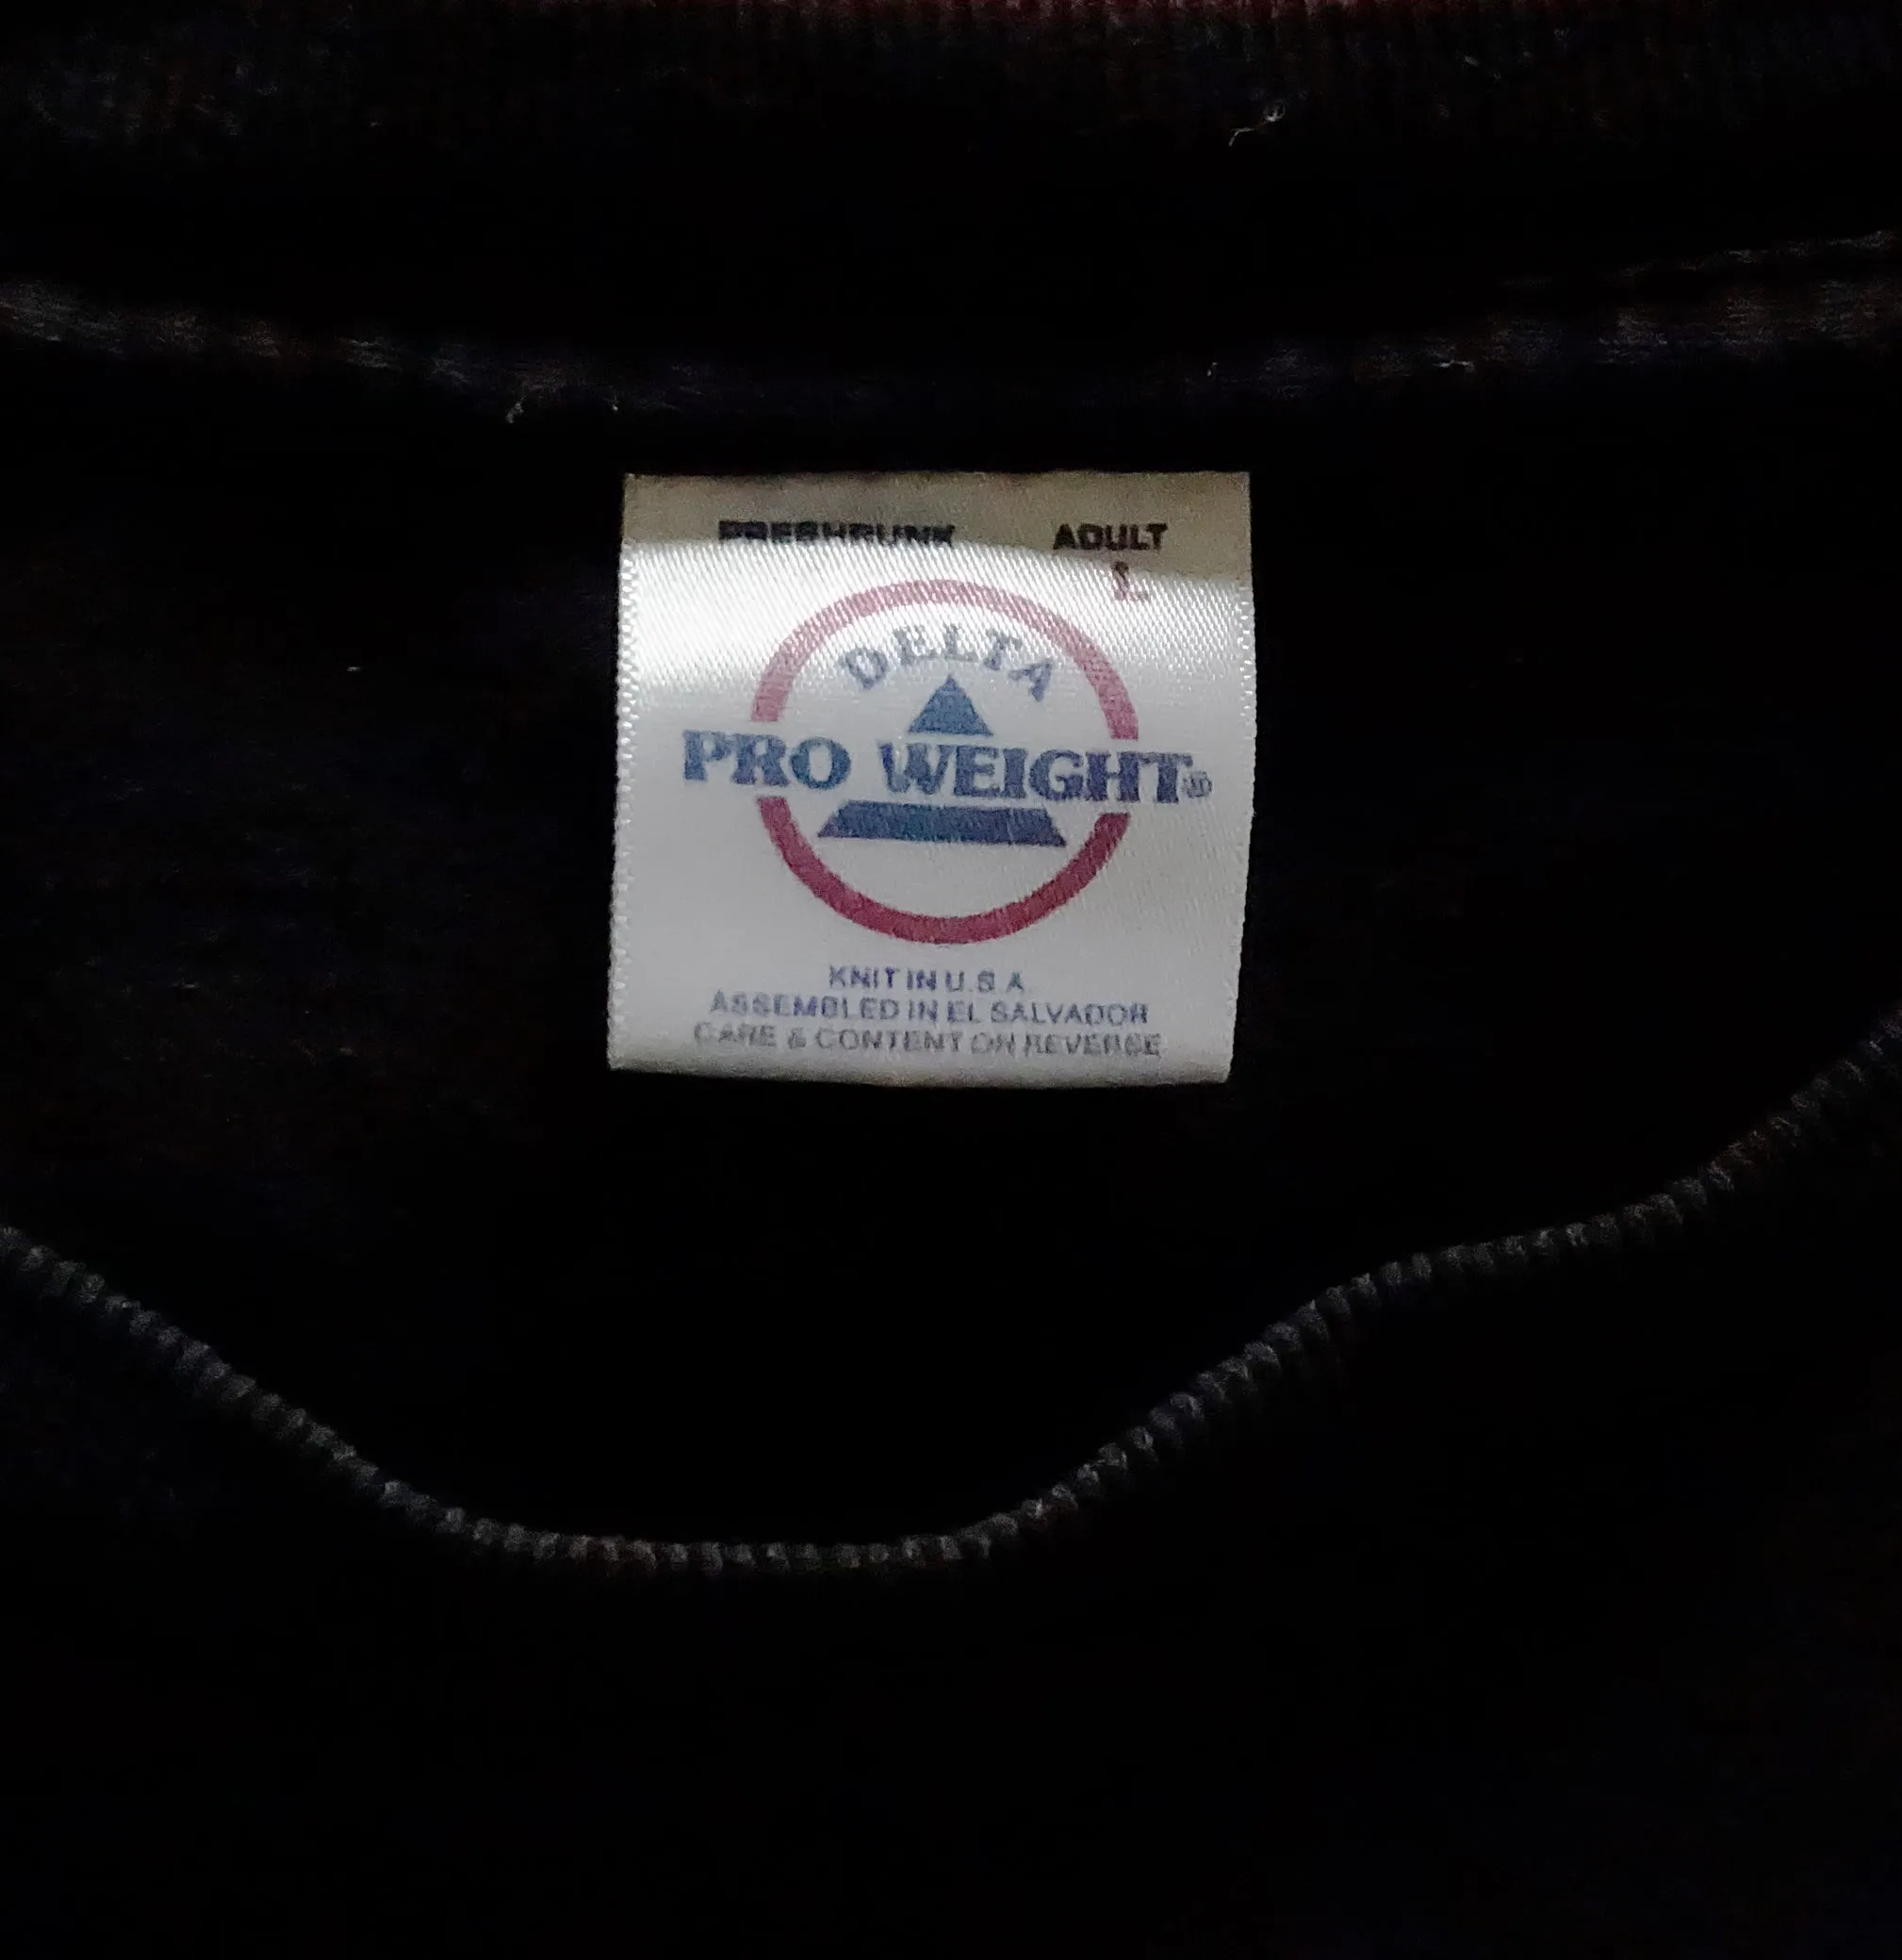 PRESHRUNK ADULT
L
DELTA
PRO WEIGHT®
KNIT IN U.S.A.
ASSEMBLED IN EL SALVADOR
CARE & CONTENT ON REVERSE